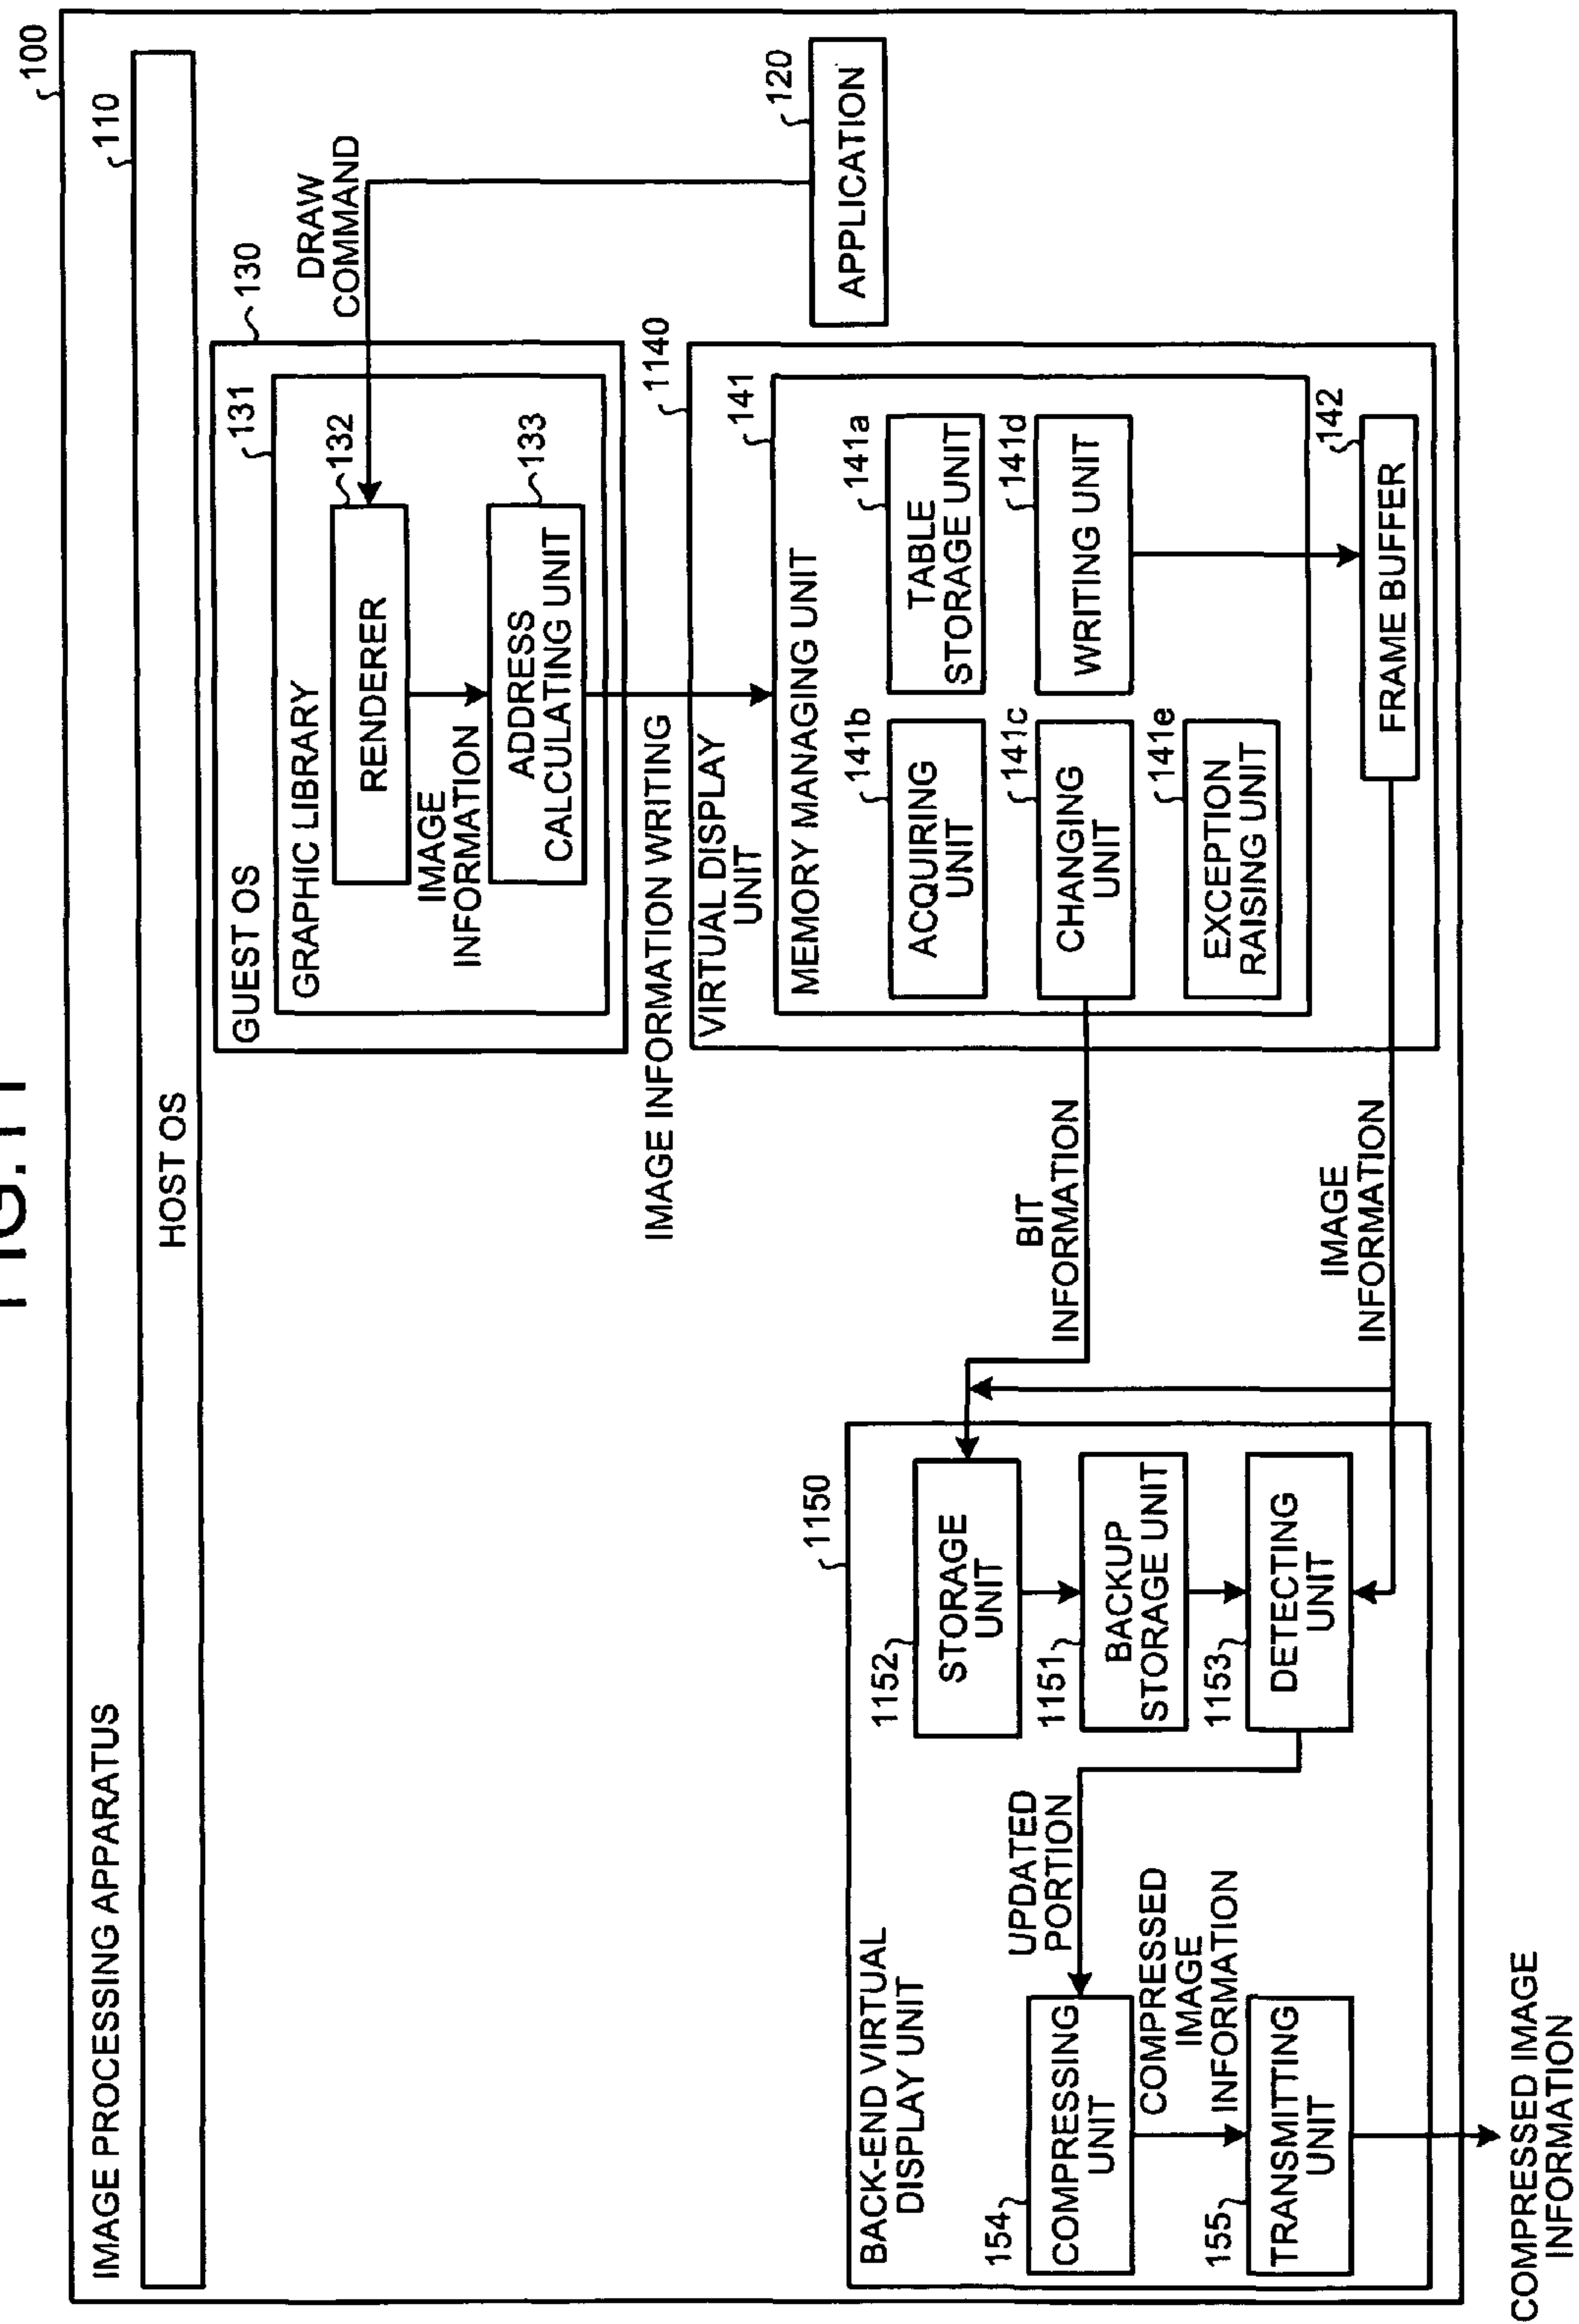 FIG.11
100
IMAGE PROCESSING APPARATUS
110
HOST OS
130
GUEST OS
131
GRAPHIC LIBRARY
132
RENDERER
IMAGE
INFORMATION
133
ADDRESS
CALCULATING UNIT
DRAW
COMMAND
120
APPLICATION
IMAGE INFORMATION WRITING
1140
VIRTUAL DISPLAY
UNIT
141
MEMORY MANAGING UNIT
141b
ACQUIRING
UNIT
141a
TABLE
STORAGE UNIT
141c
CHANGING
UNIT
141d
WRITING UNIT
141e
EXCEPTION
RAISING UNIT
142
FRAME BUFFER
BIT
INFORMATION
IMAGE
INFORMATION
1150
BACK-END VIRTUAL
DISPLAY UNIT
1152
STORAGE
UNIT
1151
BACKUP
STORAGE UNIT
1153
DETECTING
UNIT
UPDATED
PORTION
154
COMPRESSING
UNIT
COMPRESSED
IMAGE
INFORMATION
155
TRANSMITTING
UNIT
COMPRESSED IMAGE
INFORMATION